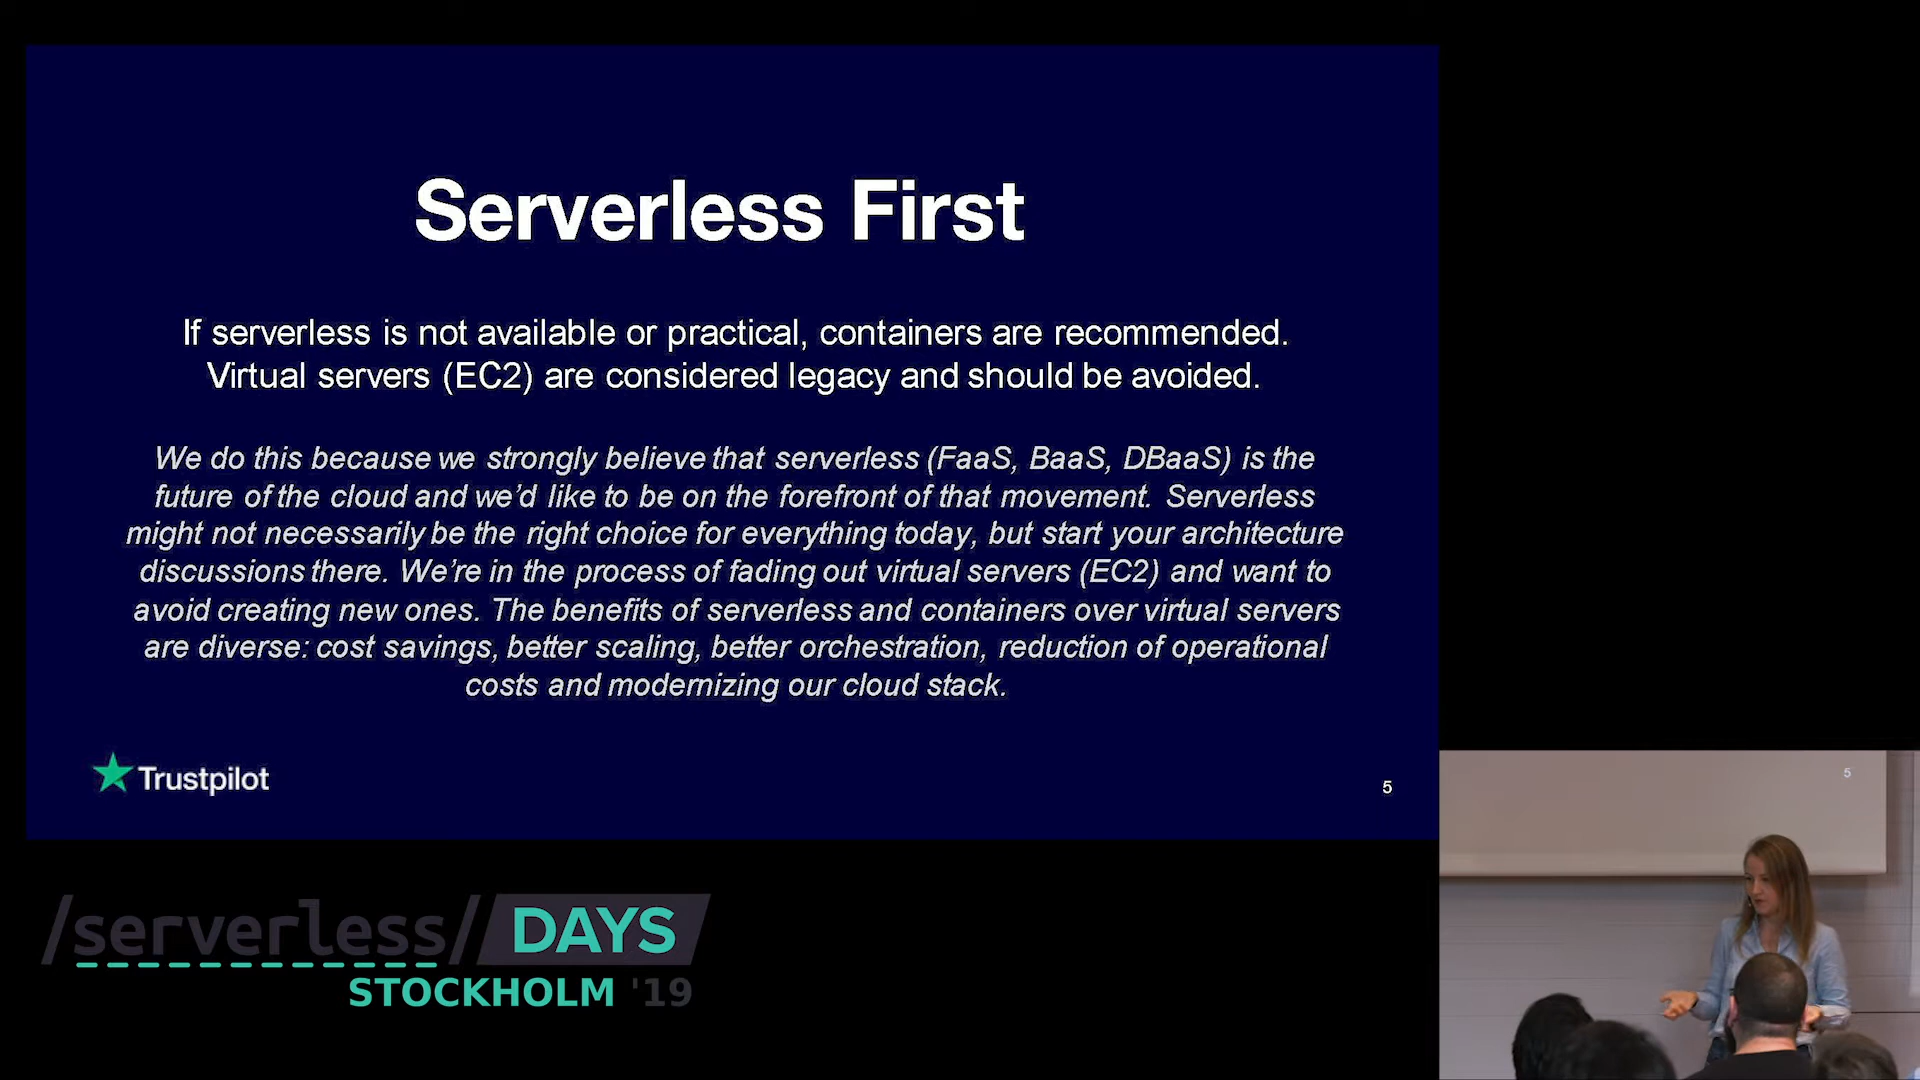 Serverless First
If serverless is not available or practical, containers are recommended.
Virtual servers (EC2) are considered legacy and should be avoided.
We do this because we strongly believe that serverless (FaaS, BaaS, DBaaS) is the
future of the cloud and we'd like to be on the forefront of that movement. Serverless
might not necessarily be the right choice for everything today, but start your architecture
discussions there. We're in the process of fading out virtual servers (EC2) and want to
avoid creating new ones. The benefits of serverless and containers over virtual servers
are diverse: cost savings, better scaling, better orchestration, reduction of operational
costs and modernizing our cloud stack.
Trustpilot
5
5
/serverless/ DAYS
STOCKHOLM '19